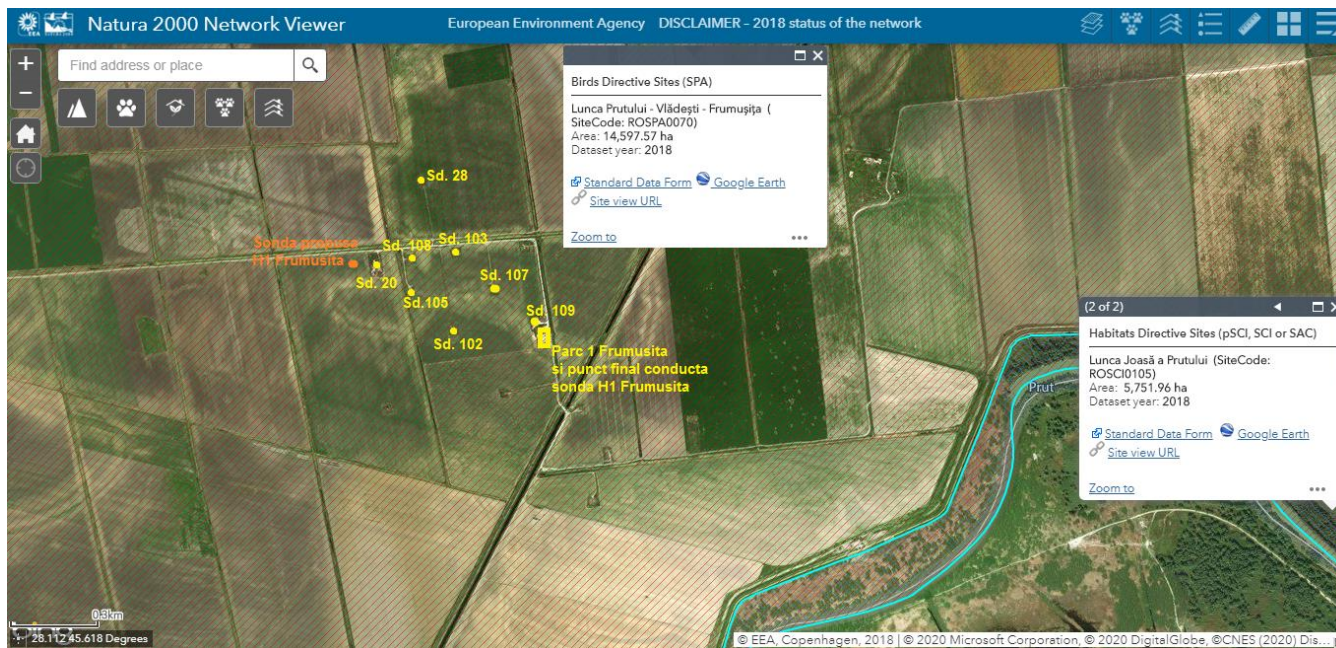 Natura 2000 Network Viewer
European Environment Agency DISCLAIMER – 2018 status of the network
Find address or place
Birds Directive Sites (SPA)
Lunca Prutului - Vlădești - Frumușița (
SiteCode: ROSPA0070)
Area: 14,597.57 ha
Dataset year: 2018
Standard Data Form Google Earth
Site view URL
Zoom to
Sd. 28
Sonda propusa
H1 Frumusita
Sd. 108
Sd. 103
Sd. 20
Sd. 107
Sd.105
Sd. 109
Sd. 102
Parc 1 Frumusita
si punct final conducta
sonda H1 Frumusita
(2 of 2)
Habitats Directive Sites (pSCI, SCI or SAC)
Lunca Joasă a Prutului (SiteCode:
ROSCI0105)
Area: 5,751.96 ha
Dataset year: 2018
Standard Data Form Google Earth
Site view URL
Zoom to
Prut
0.3km
28.112 45.618 Degrees
© EEA, Copenhagen, 2018 | © 2020 Microsoft Corporation, © 2020 DigitalGlobe, ©CNES (2020) Dis...